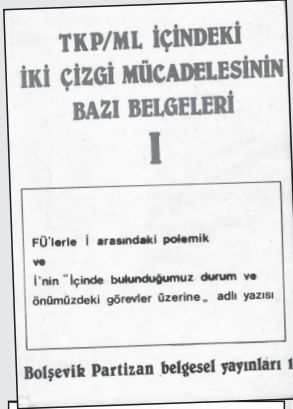 TKP/ML İÇİNDEKİ
İKİ ÇİZGİ MÜCADELESİNİN
BAZI BELGELERİ
I
FÜ'lerle İ arasındaki polemik
ve
İ'nin "İçinde bulunduğumuz durum ve
önümüzdeki görevler üzerine„ adlı yazısı
Bolşevik Partizan belgesel yayınları 1